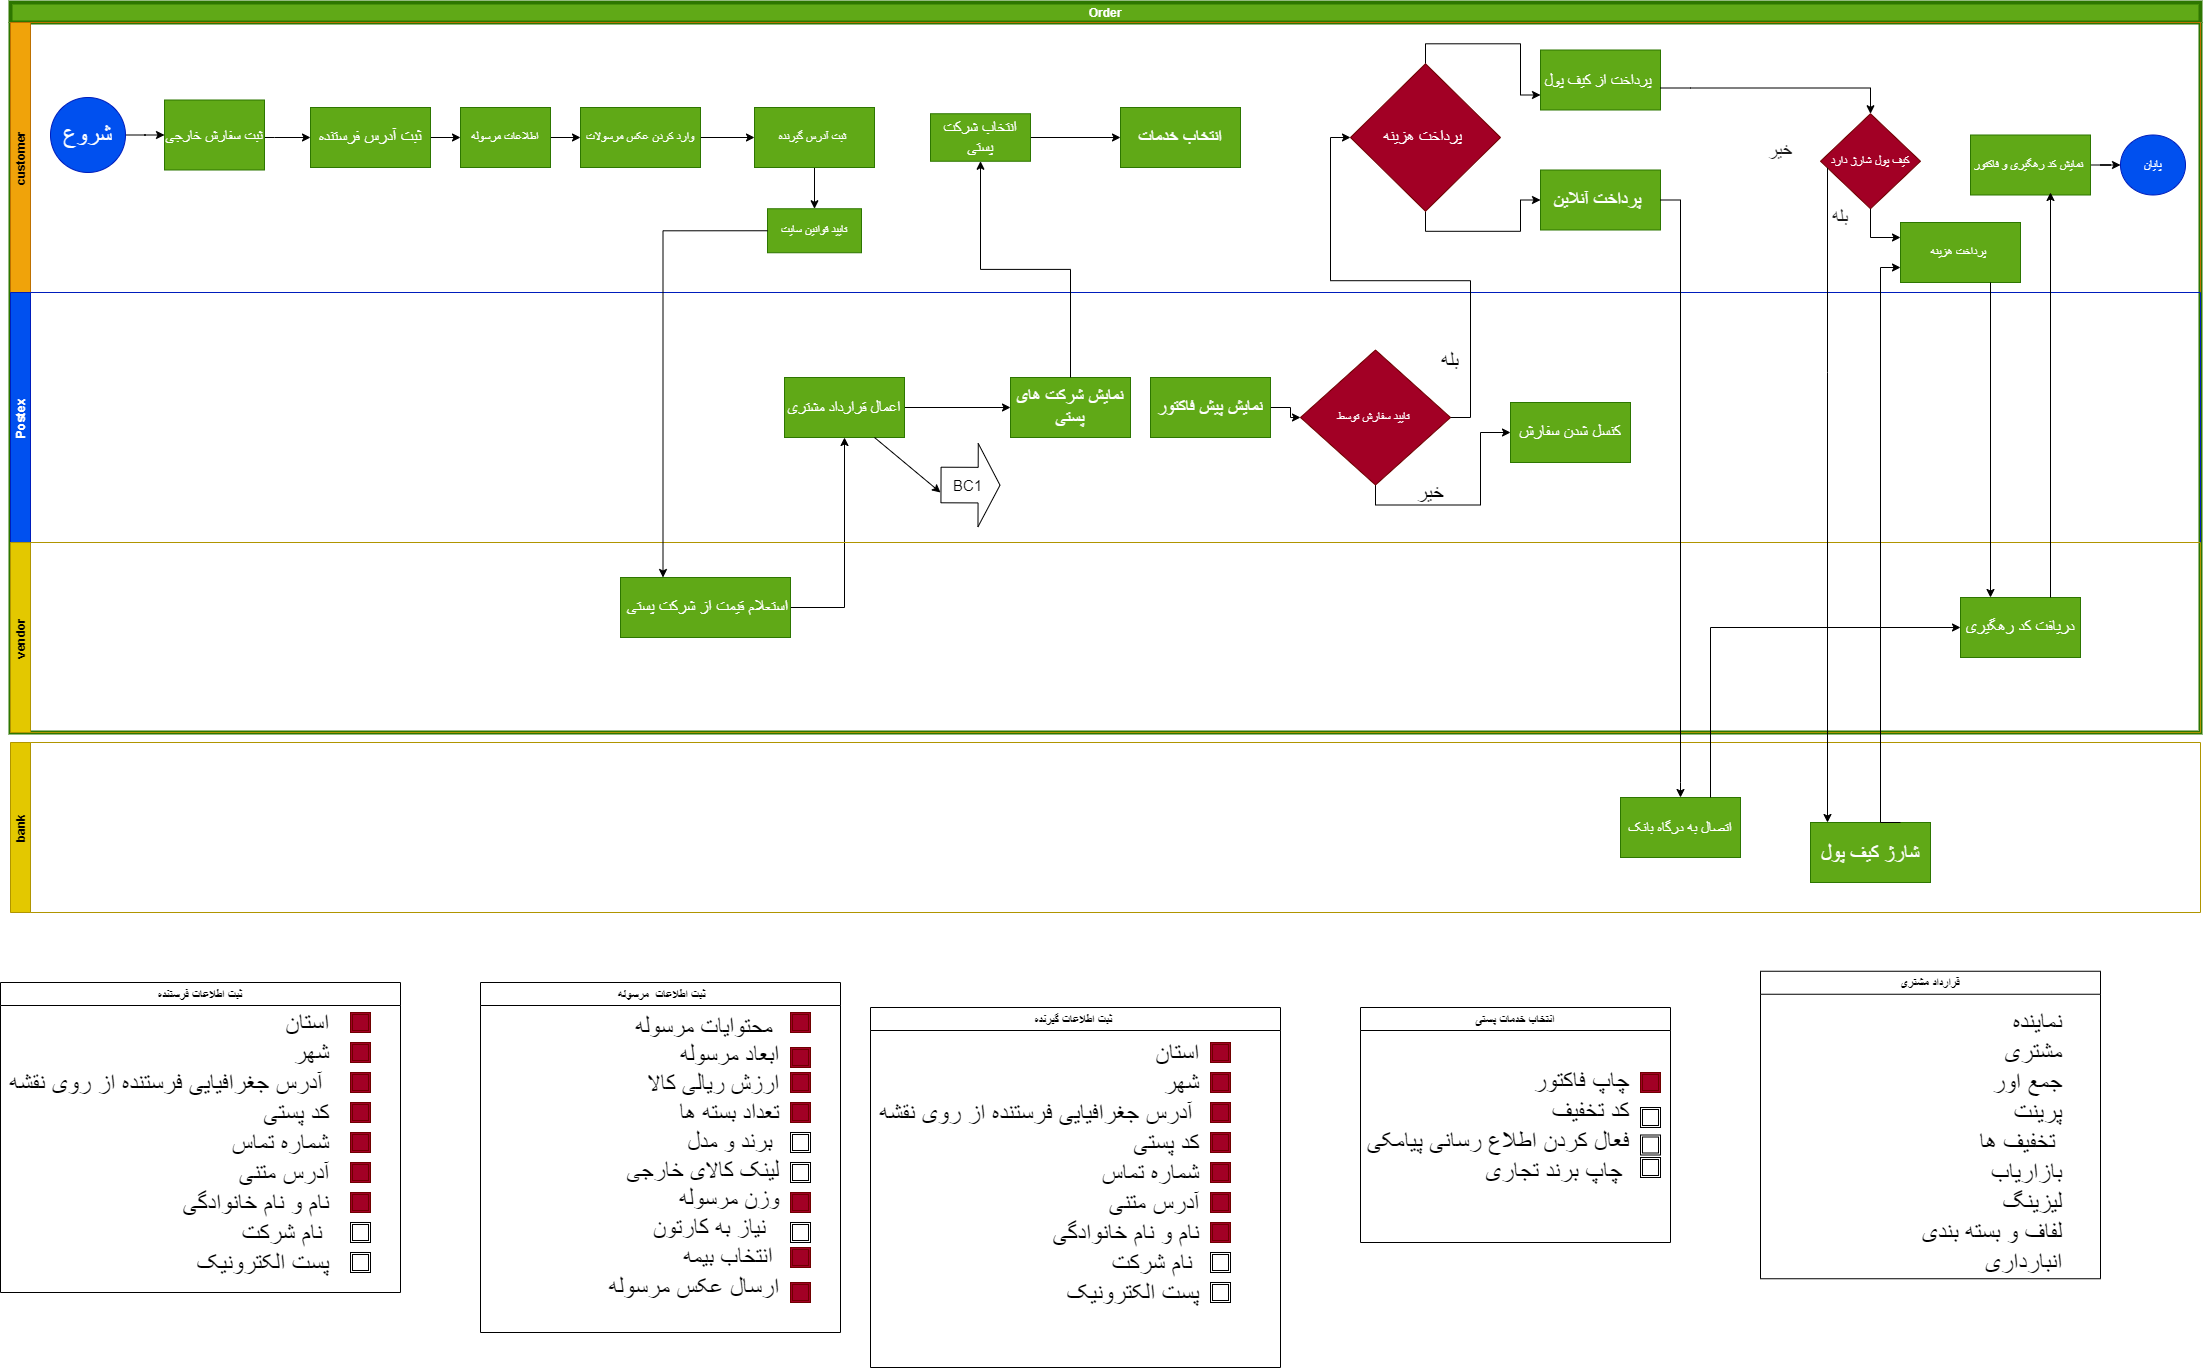 Order
customer
شروع
ثبت سفارش خارجی
ثبت آدرس فرستنده
اطلاعات مرسوله
وارد کردن عکس مرسولات
ثبت آدرس گیرنده
تایید قوانین سایت
انتخاب شرکت
پستی
انتخاب خدمات
پرداخت هزینه
پرداخت از کیف پول
پرداخت آنلاین
خیر
کیف پول شارژ دارد
بله
پرداخت هزینه
نمایش کد رهگیری و فاکتور
پایان
Postex
اعمال قرارداد مشتری
BC1
نمایش شرکت های
پستی
نمایش پیش فاکتور
تایید سفارش توسط
بله
خیر
کنسل شدن سفارش
vendor
استعلام قیمت از شرکت پستی
دریافت کد رهگیری
bank
اتصال به درگاه بانک
شارژ کیف پول
ثبت اطلاعات فرستنده
استان
شهر
آدرس جغرافیایی فرستنده از روی نقشه
کد پستی
شماره تماس
آدرس متنی
نام و نام خانوادگی
نام شرکت
پست الکترونیک
ثبت اطلاعات مرسوله
محتوایات مرسوله
ابعاد مرسوله
ارزش ریالی کالا
تعداد بسته ها
برند و مدل
لینک کالای خارجی
وزن مرسوله
نیاز به کارتون
انتخاب بیمه
ارسال عکس مرسوله
ثبت اطلاعات گیرنده
استان
شهر
آدرس جغرافیایی فرستنده از روی نقشه
کد پستی
شماره تماس
آدرس متنی
نام و نام خانوادگی
نام شرکت
پست الکترونیک
انتخاب خدمات پستی
چاپ فاکتور
کد تخفیف
فعال کردن اطلاع رسانی پیامکی
چاپ برند تجاری
قرارداد مشتری
نماینده
مشتری
جمع اور
پرینت
تخفیف ها
بازاریاب
لیزینگ
لفاف و بسته بندی
انبارداری